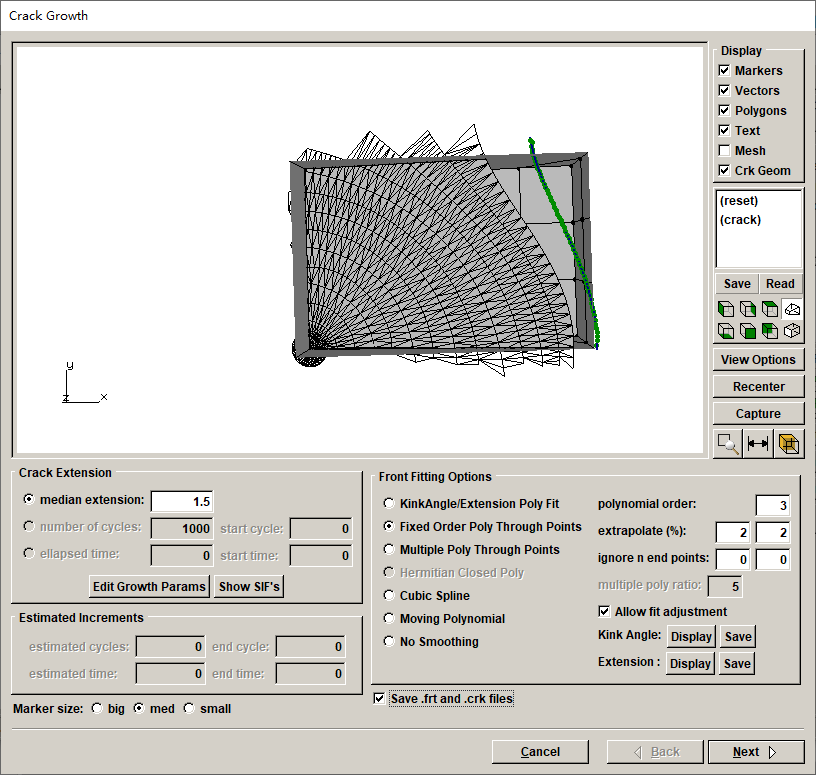 Crack Growth
Display
Markers
Vectors
Polygons
Text
Mesh
Crk Geom
(reset)
(crack)
Save Read
View Options
Recenter
Capture
y
z x
Crack Extension
median extension: 1.5
number of cycles: 1000 start cycle: 0
ellapsed time: 0 start time: 0
Edit Growth Params Show SIF's
Estimated Increments
estimated cycles: 0 end cycle: 0
estimated time: 0 end time: 0
Marker size: big med small
Front Fitting Options
KinkAngle/Extension Poly Fit
Fixed Order Poly Through Points
Multiple Poly Through Points
Hermitian Closed Poly
Cubic Spline
Moving Polynomial
No Smoothing
polynomial order: 3
extrapolate (%): 2 2
ignore n end points: 0 0
multiple poly ratio: 5
Allow fit adjustment
Kink Angle: Display Save
Extension : Display Save
Save .frt and .crk files
Cancel Back Next